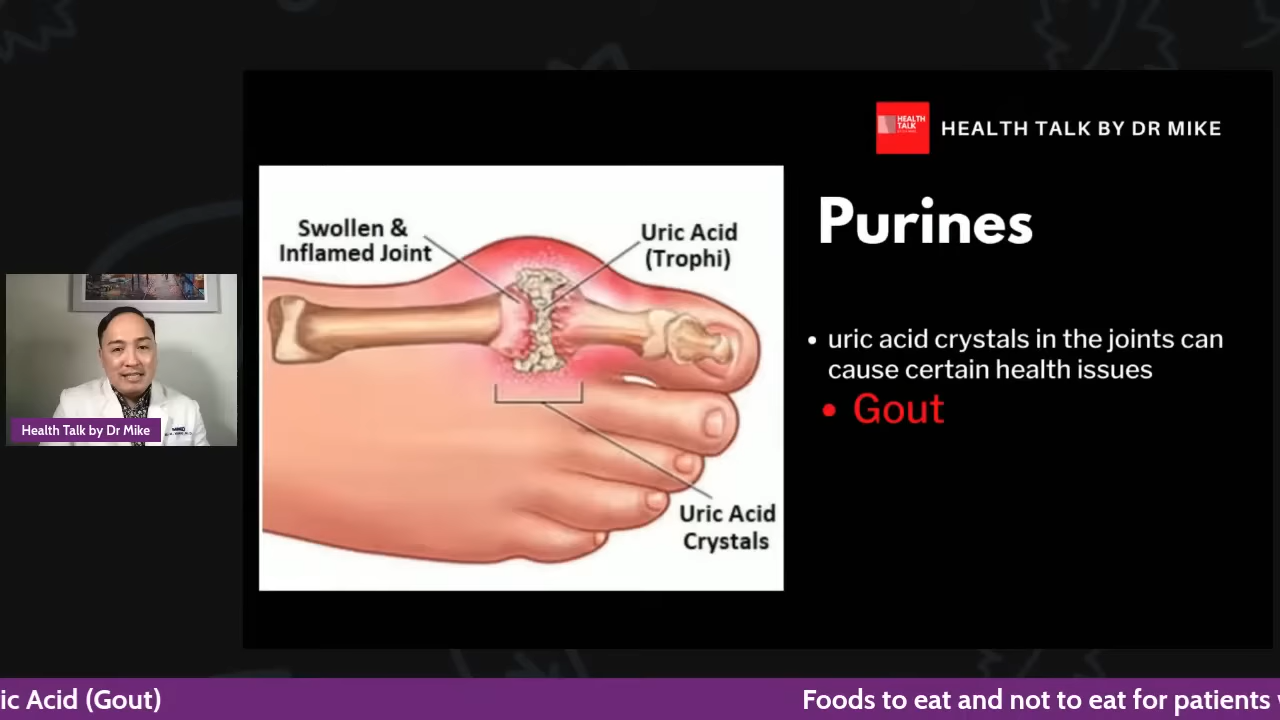 HEALTH
TALK
HEALTH TALK BY DR MIKE
Swollen &
Inflamed Joint
Uric Acid
(Trophi)
Uric Acid
Crystals
Purines
• uric acid crystals in the joints can
cause certain health issues
• Gout
Health Talk by Dr Mike
ic Acid (Gout)
Foods to eat and not to eat for patients